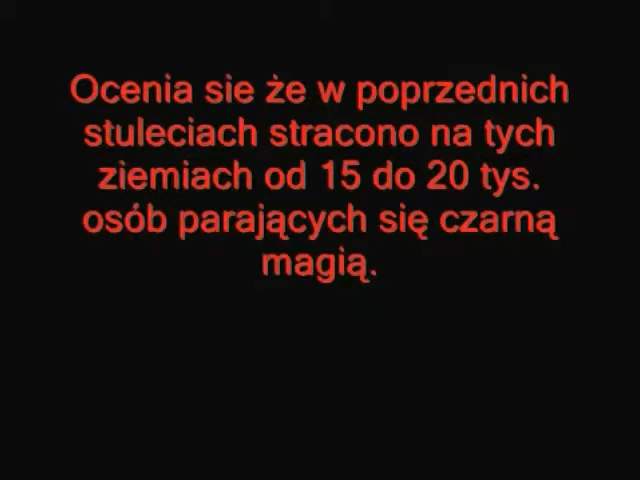 Ocenia sie że w poprzednich
stuleciach stracono na tych
ziemiach od 15 do 20 tys.
osób parających się czarną
magią.